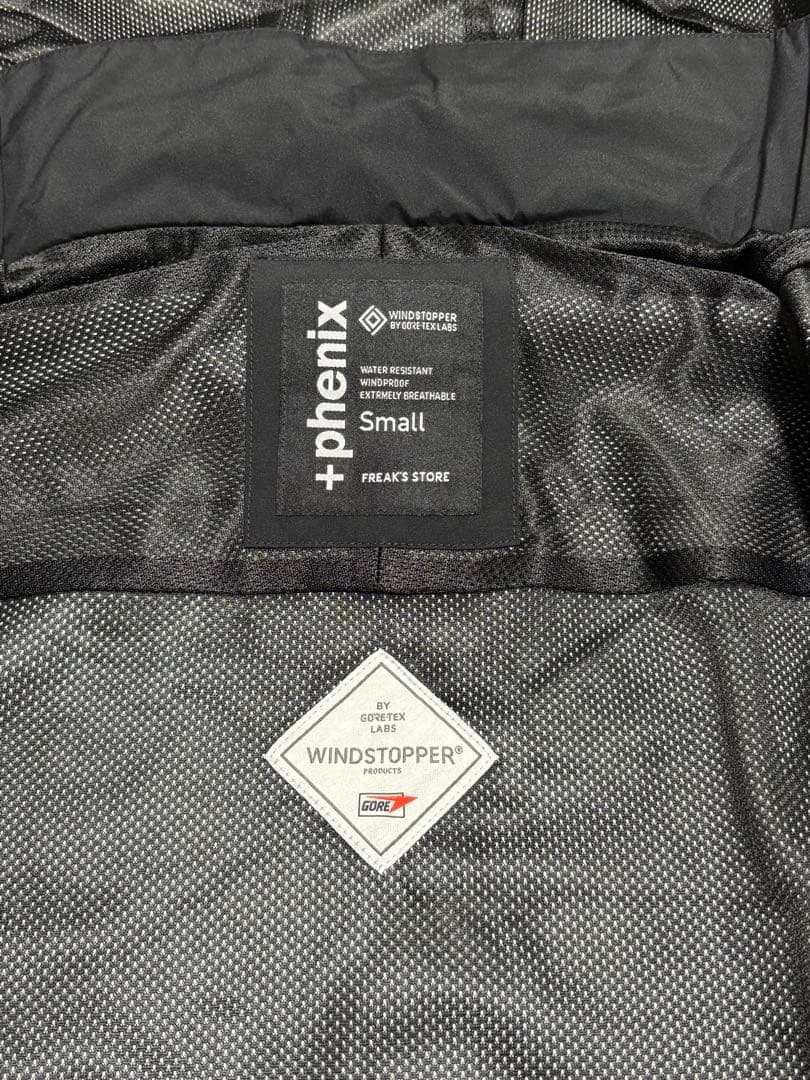 +phenix
WINDSTOPPER
BY GORE-TEX LABS
WATER RESISTANT
WINDPROOF
EXTRMELY BREATHABLE
Small
FREAK'S STORE
BY
GORE-TEX
LABS
WINDSTOPPER®
PRODUCTS
GORE